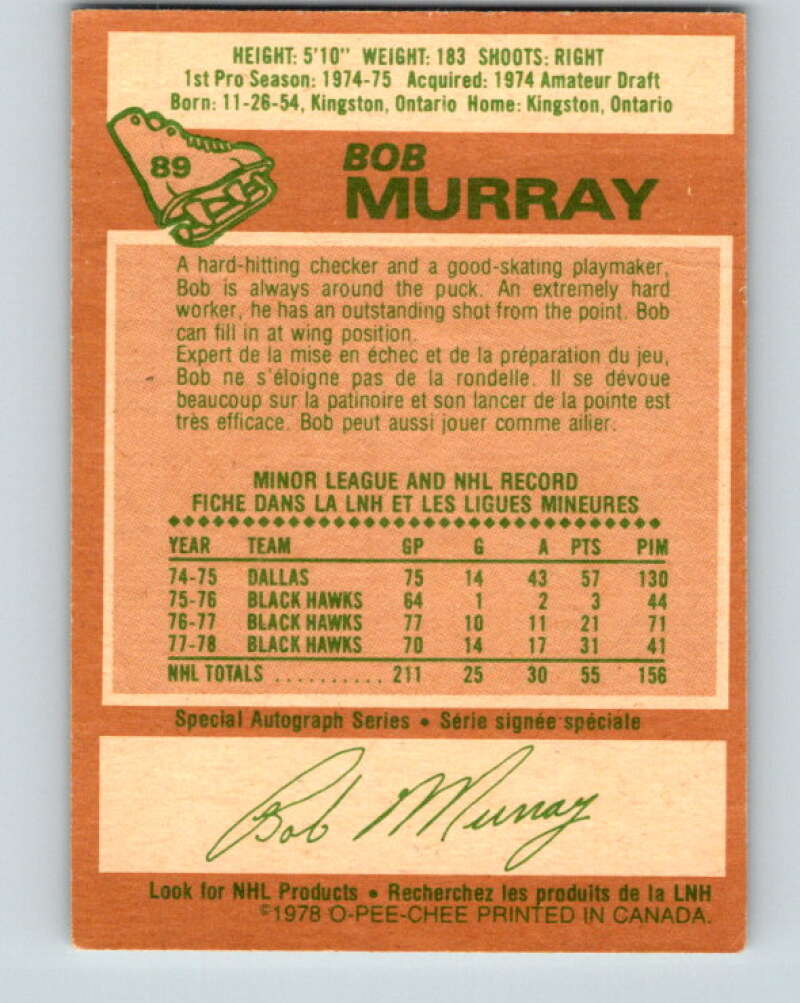 HEIGHT: 5'10" WEIGHT: 183 SHOOTS: RIGHT
1st Pro Season: 1974-75 Acquired: 1974 Amateur Draft
Born: 11-26-54, Kingston, Ontario Home: Kingston, Ontario
89
BOB
MURRAY
A hard-hitting checker and a good-skating playmaker,
Bob is always around the puck. An extremely hard
worker, he has an outstanding shot from the point. Bob
can fill in at wing position.
Expert de la mise en échec et de la préparation du jeu,
Bob ne s'éloigne pas de la rondelle. Il se dévoue
beaucoup sur la patinoire et son lancer de la pointe est
très efficace. Bob peut aussi jouer comme ailier.
MINOR LEAGUE AND NHL RECORD
FICHE DANS LA LNH ET LES LIGUES MINEURES
YEAR TEAM GP G A PTS PIM
74-75 DALLAS 75 14 43 57 130
75-76 BLACK HAWKS 64 1 2 3 44
76-77 BLACK HAWKS 77 10 11 21 71
77-78 BLACK HAWKS 70 14 17 31 41
NHL TOTALS .......... 211 25 30 55 156
Special Autograph Series • Série signée spéciale
Bob Murray
Look for NHL Products • Recherchez les produits de la LNH
©1978 O-PEE-CHEE PRINTED IN CANADA.